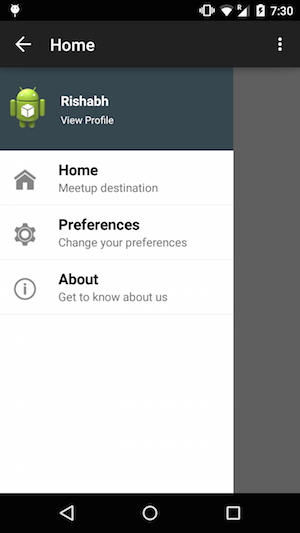 R
7:30
Home
Rishabh
View Profile
Home
Meetup destination
Preferences
Change your preferences
About
Get to know about us